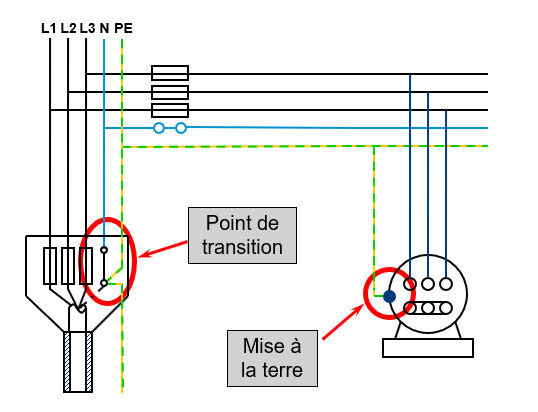 L1 L2 L3 N PE
Point de
transition
Mise à
la terre